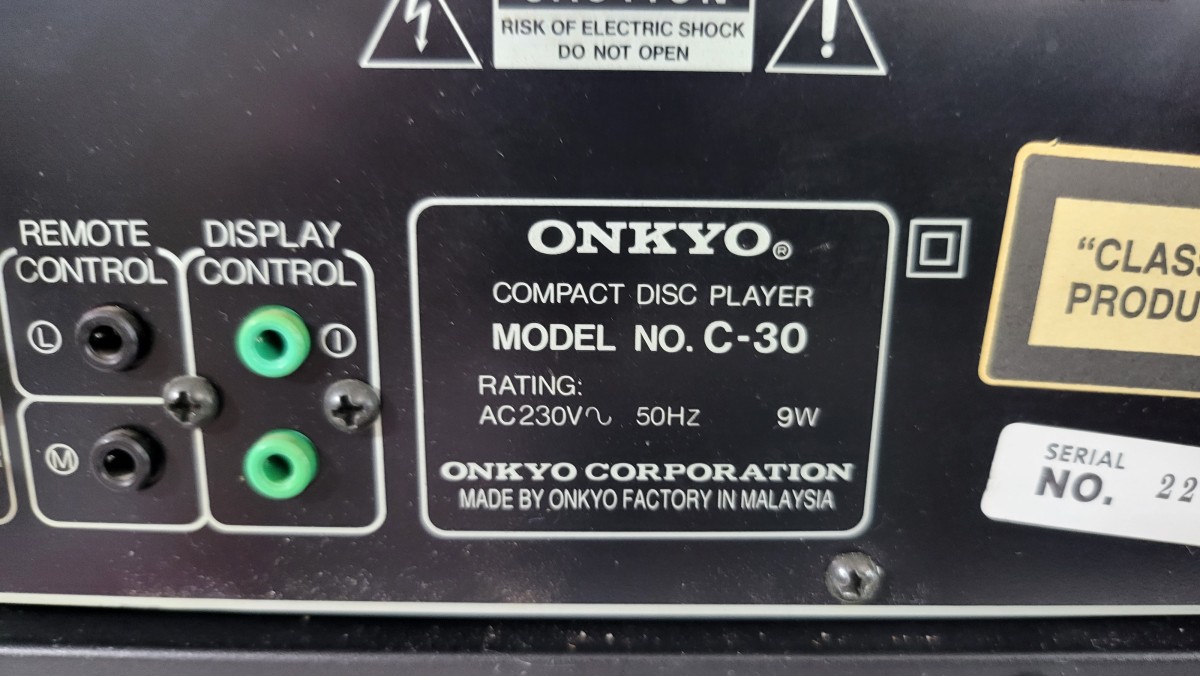 RISK OF ELECTRIC SHOCK
DO NOT OPEN
REMOTE
CONTROL
L
M
DISPLAY
CONTROL
I
ONKYO®
COMPACT DISC PLAYER
MODEL NO. C-30
RATING:
AC230V∿ 50Hz 9W
ONKYO CORPORATION
MADE BY ONKYO FACTORY IN MALAYSIA
"CLASS
PRODU
SERIAL
NO. 22